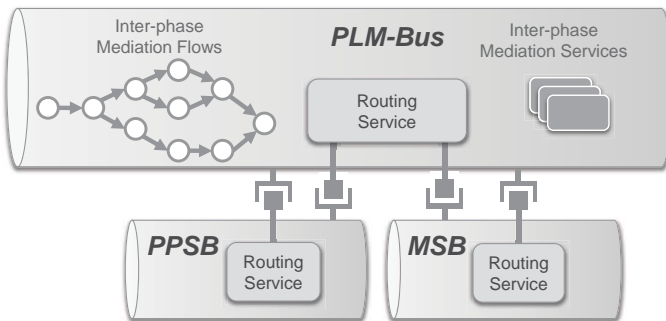 Inter-phase
Mediation Flows
PLM-Bus
Inter-phase
Mediation Services
Routing
Service
PPSB
Routing
Service
MSB
Routing
Service